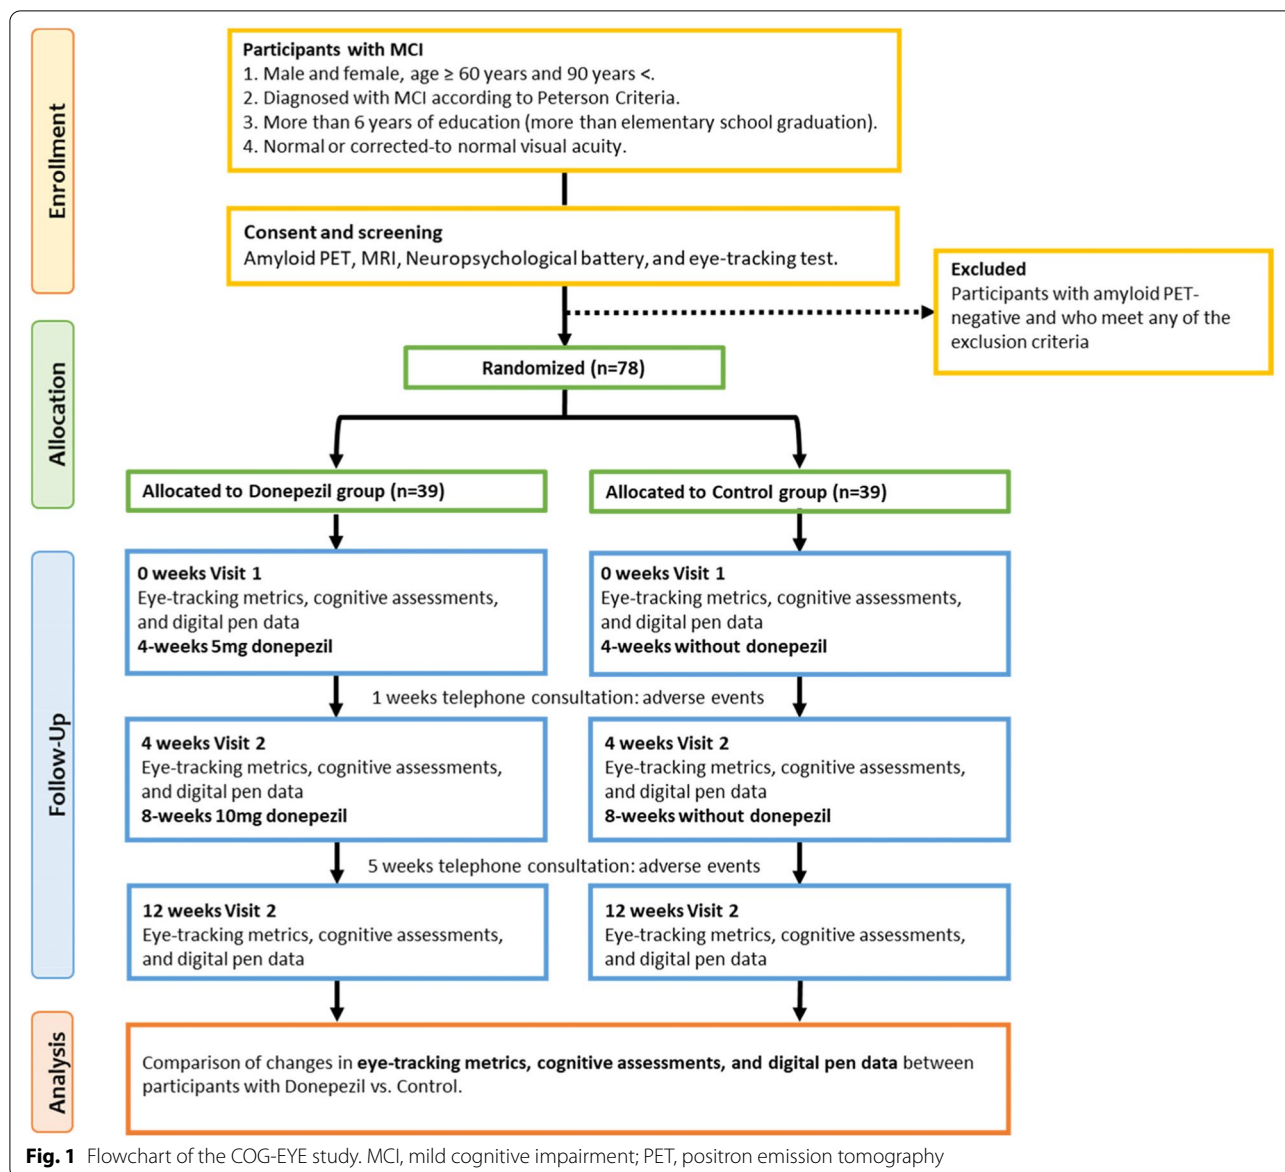 Enrollment
Participants with MCI
1. Male and female, age ≥ 60 years and 90 years <.
2. Diagnosed with MCI according to Peterson Criteria.
3. More than 6 years of education (more than elementary school graduation).
4. Normal or corrected-to normal visual acuity.
Consent and screening
Amyloid PET, MRI, Neuropsychological battery, and eye-tracking test.
Excluded
Participants with amyloid PET-
negative and who meet any of the
exclusion criteria
Allocation
Randomized (n=78)
Allocated to Donepezil group (n=39)
Allocated to Control group (n=39)
Follow-Up
0 weeks Visit 1
Eye-tracking metrics, cognitive assessments,
and digital pen data
4-weeks 5mg donepezil
0 weeks Visit 1
Eye-tracking metrics, cognitive assessments,
and digital pen data
4-weeks without donepezil
1 weeks telephone consultation: adverse events
4 weeks Visit 2
Eye-tracking metrics, cognitive assessments,
and digital pen data
8-weeks 10mg donepezil
4 weeks Visit 2
Eye-tracking metrics, cognitive assessments,
and digital pen data
8-weeks without donepezil
5 weeks telephone consultation: adverse events
12 weeks Visit 2
Eye-tracking metrics, cognitive assessments,
and digital pen data
12 weeks Visit 2
Eye-tracking metrics, cognitive assessments,
and digital pen data
Analysis
Comparison of changes in eye-tracking metrics, cognitive assessments, and digital pen data between
participants with Donepezil vs. Control.
Fig. 1 Flowchart of the COG-EYE study. MCI, mild cognitive impairment; PET, positron emission tomography